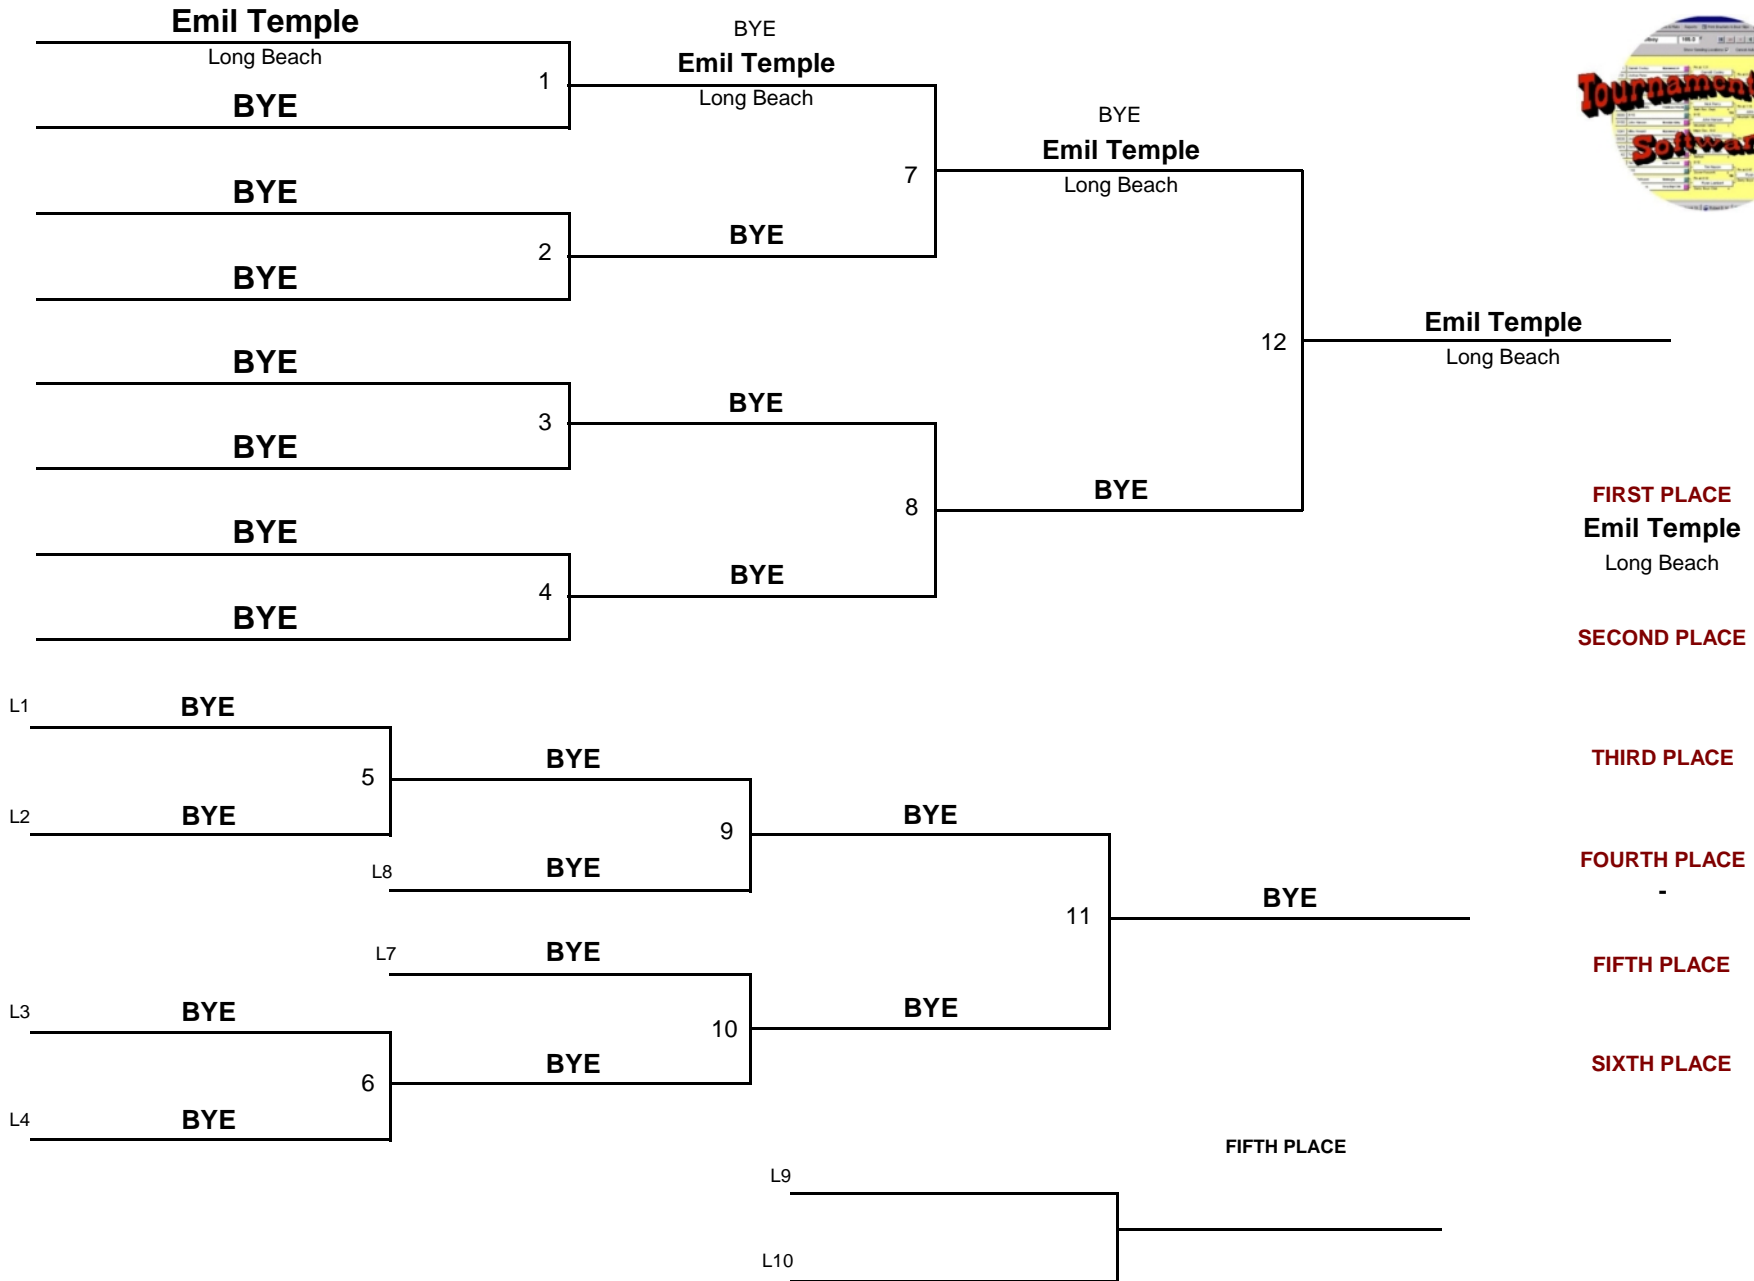 Emil Temple
Long Beach
1
BYE
BYE
2
BYE
BYE
3
BYE
BYE
4
BYE
BYE
Emil Temple
Long Beach
7
BYE
BYE
8
BYE
BYE
Emil Temple
Long Beach
12
BYE
Emil Temple
Long Beach
Tournament
Softwar
FIRST PLACE
Emil Temple
Long Beach
SECOND PLACE
THIRD PLACE
FOURTH PLACE
-
FIFTH PLACE
SIXTH PLACE
L1
BYE
5
L2
BYE
BYE
9
L8
BYE
BYE
11
BYE
L7
BYE
10
BYE
L3
BYE
6
BYE
L4
BYE
FIFTH PLACE
L9
L10